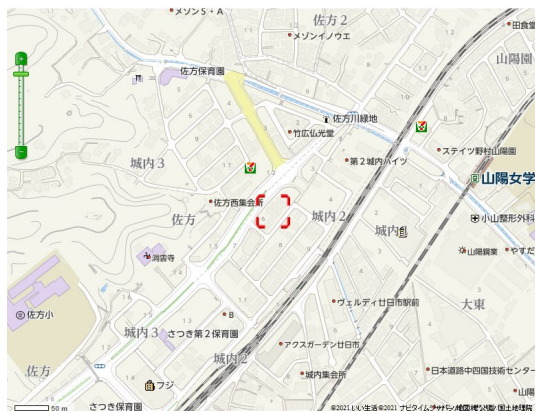 メゾンS・A
佐方2
田食堂
メゾンイノウエ
山陽園
佐方保育園
佐方川緑地
竹広仏光堂
ステイツ野村山陽園
第2城内ハイツ
城内3
山陽女学
佐方西集会所
佐方
城内2
城内
小山整形外科
洞雲寺
山陽鋼業
やすだ
佐方小
ヴェルディ廿日市駅前
大東
B
城内3
さつき第2保育園
アクスガーデン廿日市
城内2
佐方
フジ
城内集会所
日本道路中四国技術センター
山陽
さつき保育園
50 m